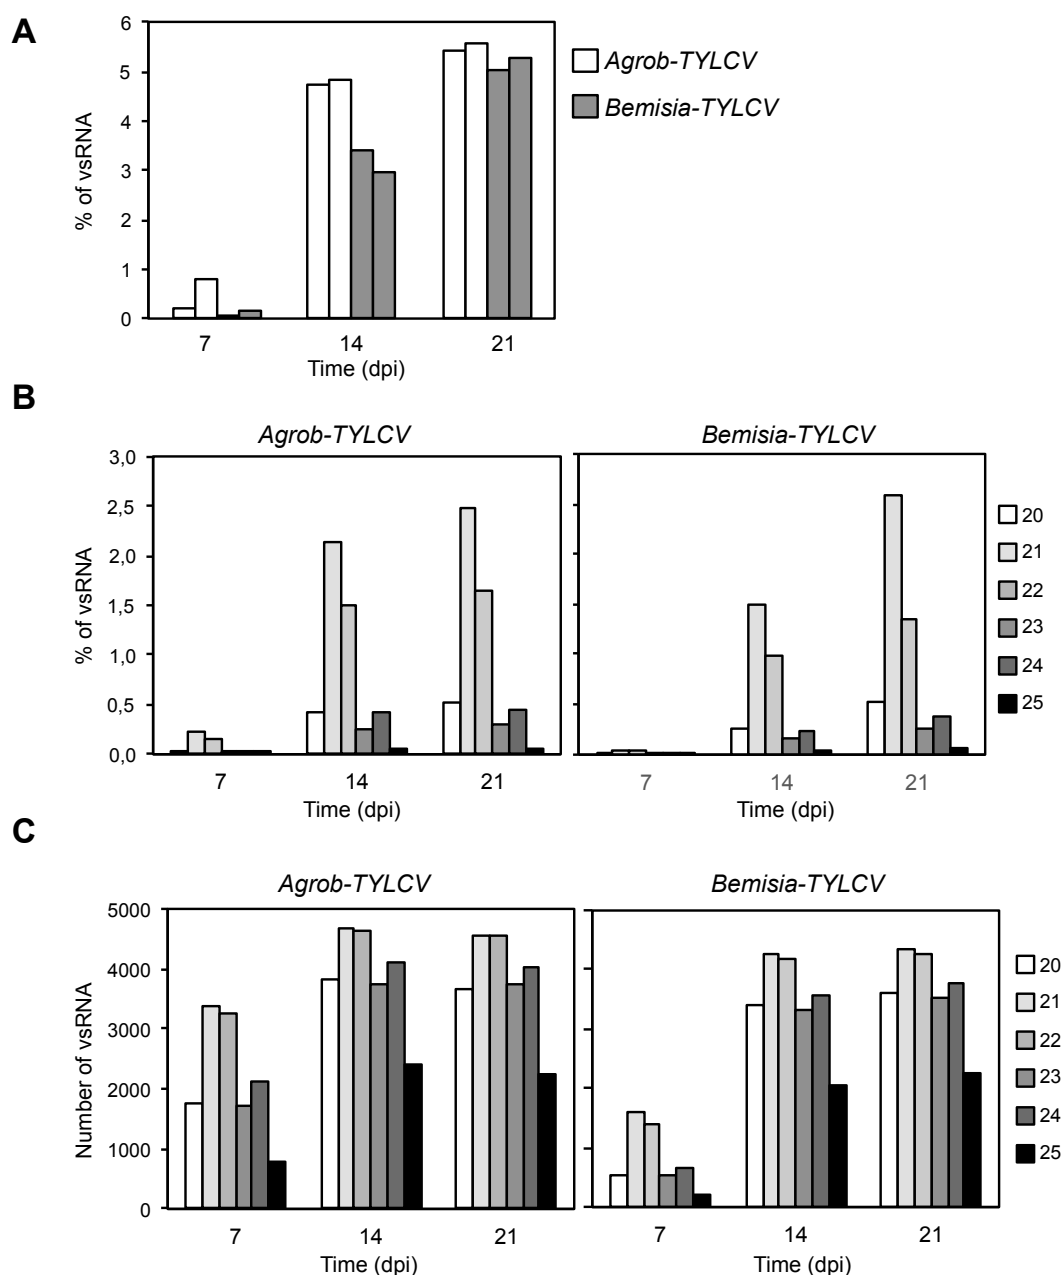 A
6
5
4
3
2
1
0
% of vsRNA
7 14 21
Time (dpi)
Agrob-TYLCV
Bemisia-TYLCV
B
Agrob-TYLCV
3,0
2,5
2,0
1,5
1,0
0,5
0,0
% of vsRNA
7 14 21
Time (dpi)
Bemisia-TYLCV
7 14 21
Time (dpi)
20
21
22
23
24
25
C
Agrob-TYLCV
5000
4000
3000
2000
1000
0
Number of vsRNA
7 14 21
Time (dpi)
Bemisia-TYLCV
7 14 21
Time (dpi)
20
21
22
23
24
25